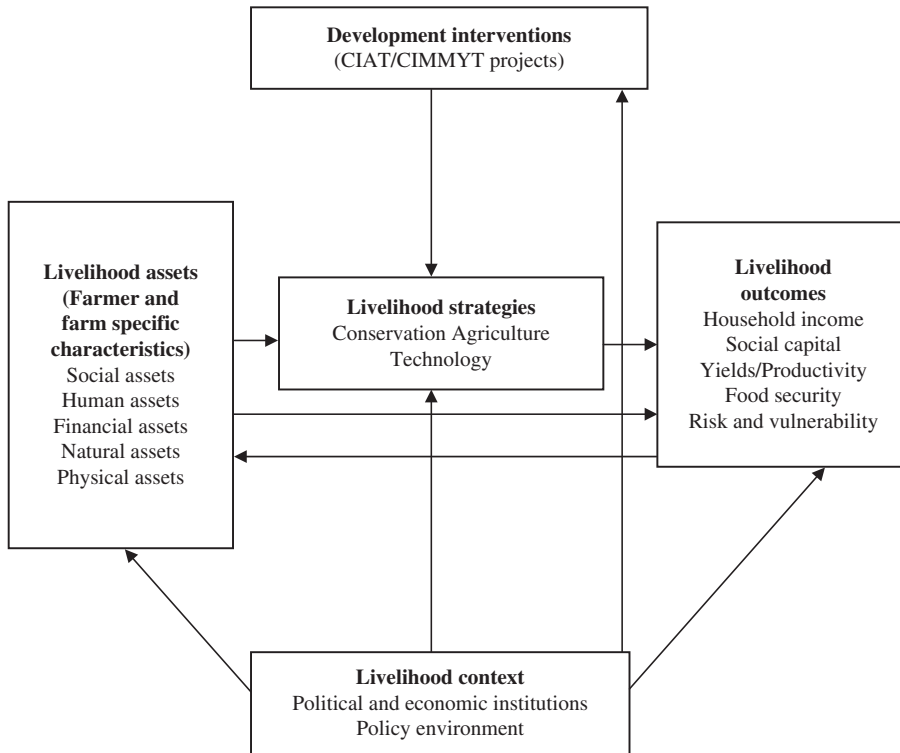 Development interventions
(CIAT/CIMMYT projects)
Livelihood assets
(Farmer and
farm specific
characteristics)
Social assets
Human assets
Financial assets
Natural assets
Physical assets
Livelihood strategies
Conservation Agriculture
Technology
Livelihood
outcomes
Household income
Social capital
Yields/Productivity
Food security
Risk and vulnerability
Livelihood context
Political and economic institutions
Policy environment